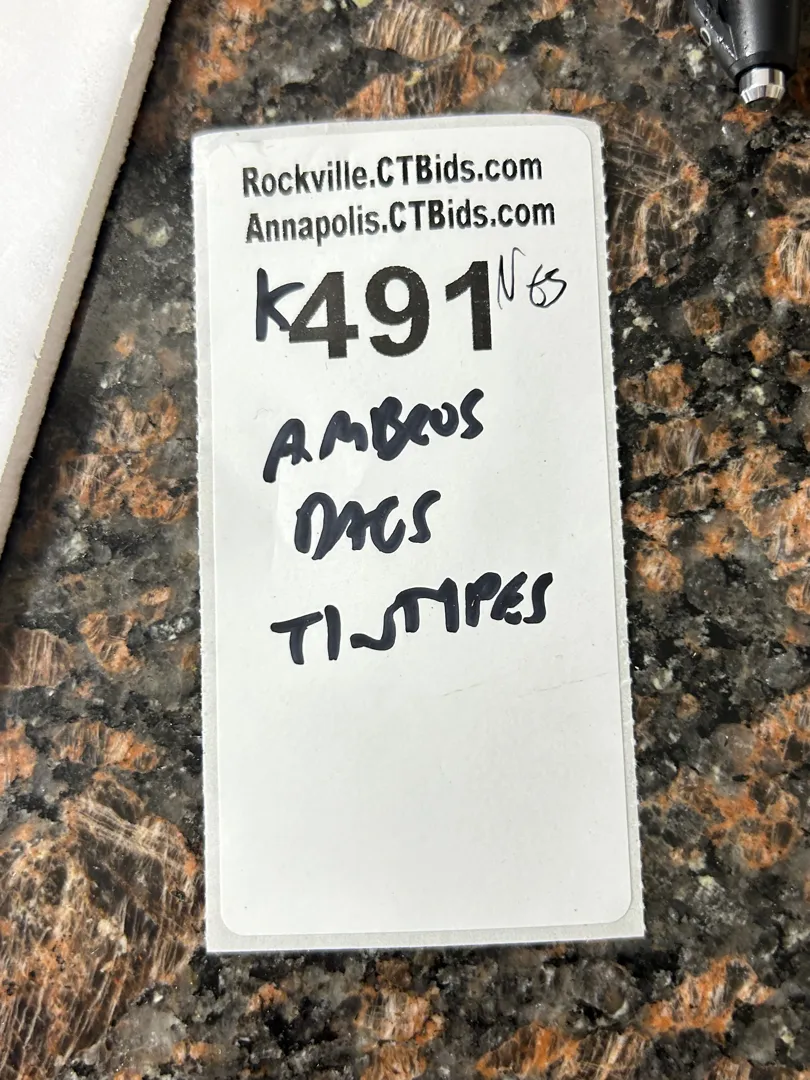 Rockville.CTBids.com
Annapolis.CTBids.com
K491
AMBROS
DAGS
TINTYPES